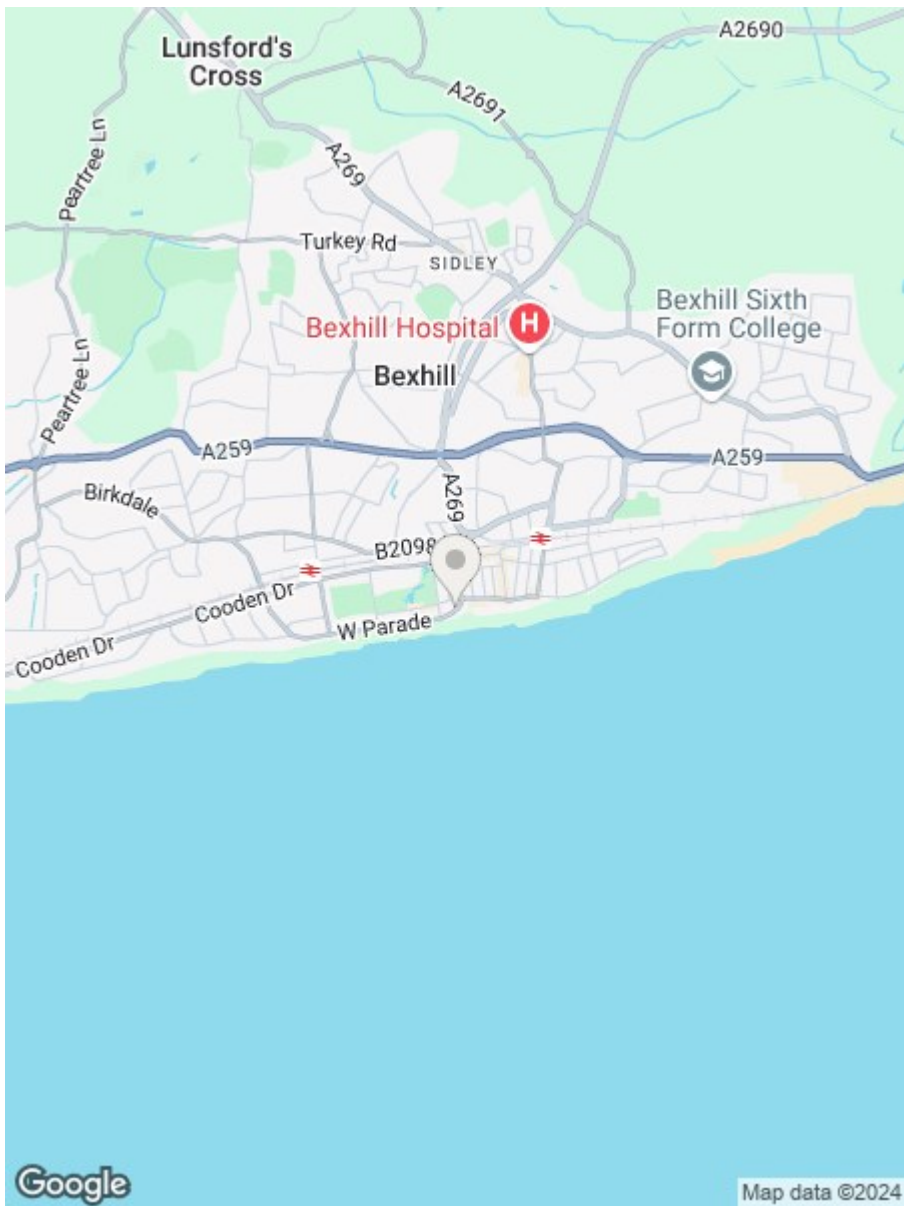 A2690
Lunsford's
Cross
A2691
Peartree Ln
A269
Turkey Rd
SIDLEY
Bexhill Hospital
H
Bexhill Sixth
Form College
Bexhill
Peartree Ln
A259
A259
Birkdale
A269
B2098
Cooden Dr
W Parade
Cooden Dr
Google
Map data ©2024